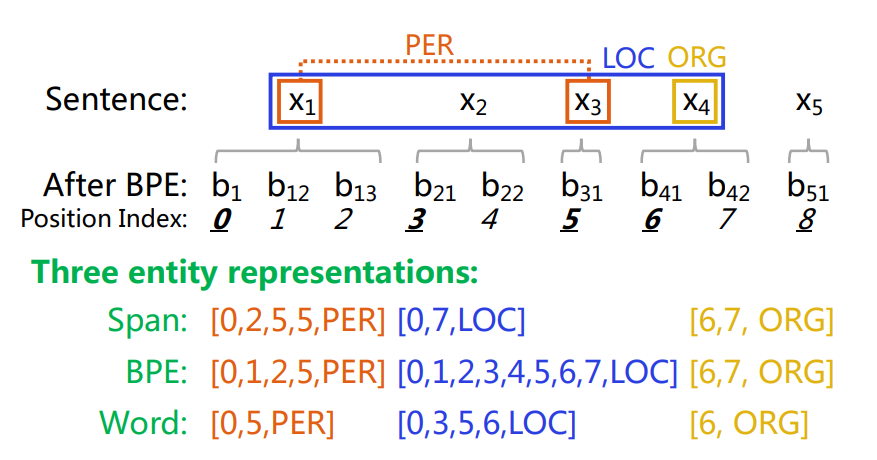 PER LOC ORG
Sentence: x₁ x₂ x₃ x₄ x₅
After BPE: b₁ b₁₂ b₁₃ b₂₁ b₂₂ b₃₁ b₄₁ b₄₂ b₅₁
Position Index: 0 1 2 3 4 5 6 7 8
Three entity representations:
Span: [0,2,5,5,PER] [0,7,LOC] [6,7, ORG]
BPE: [0,1,2,5,PER] [0,1,2,3,4,5,6,7,LOC] [6,7, ORG]
Word: [0,5,PER] [0,3,5,6,LOC] [6, ORG]